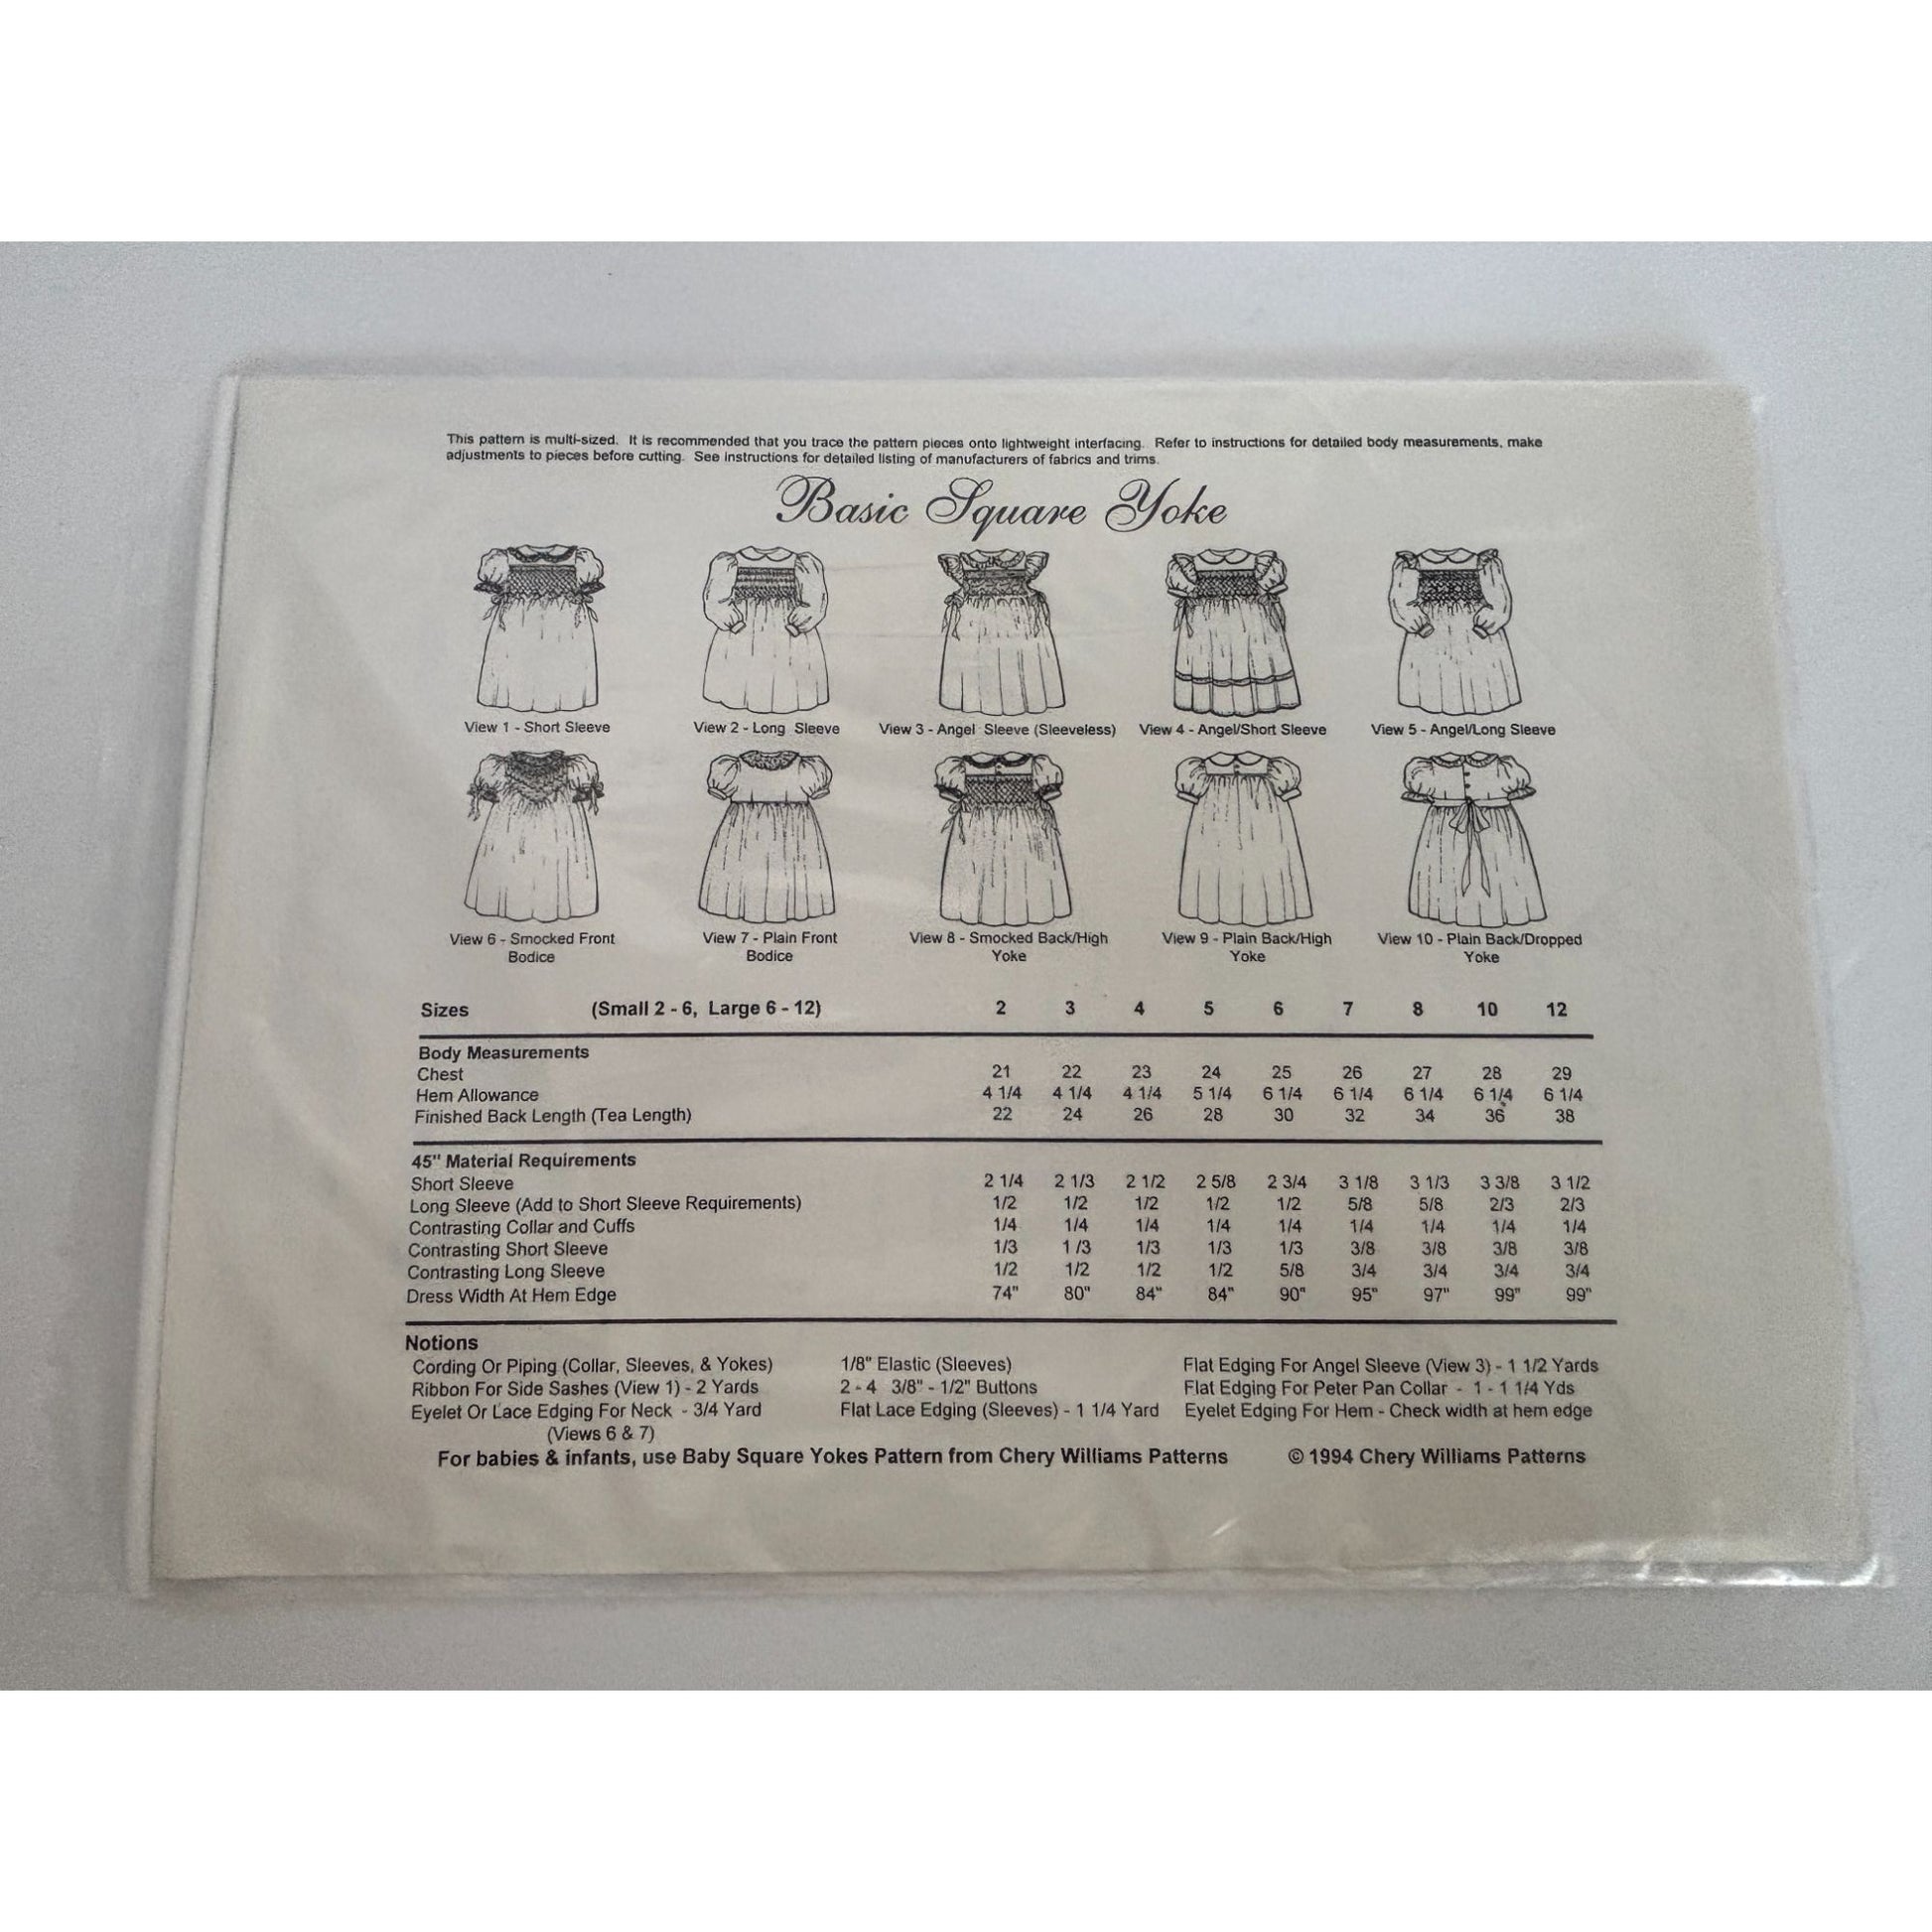 This pattern is multi-sized. It is recommended that you trace the pattern pieces onto lightweight interfacing. Refer to instructions for detailed body measurements, make
adjustments to pieces before cutting. See instructions for detailed listing of manufacturers of fabrics and trims.
Basic Square Yoke
View 1 - Short Sleeve View 2 - Long Sleeve View 3 - Angel Sleeve (Sleeveless) View 4 - Angel/Short Sleeve View 5 - Angel/Long Sleeve
View 6 - Smocked Front View 7 - Plain Front View 8 - Smocked Back/High View 9 - Plain Back/High View 10 - Plain Back/Dropped
Bodice Bodice Yoke Yoke Yoke
Sizes (Small 2 - 6, Large 6 - 12) 2 3 4 5 6 7 8 10 12
Body Measurements
Chest 21 22 23 24 25 26 27 28 29
Hem Allowance 4 1/4 4 1/4 4 1/4 5 1/4 6 1/4 6 1/4 6 1/4 6 1/4 6 1/4
Finished Back Length (Tea Length) 22 24 26 28 30 32 34 36 38
45" Material Requirements
Short Sleeve 2 1/4 2 1/3 2 1/2 2 5/8 2 3/4 3 1/8 3 1/3 3 3/8 3 1/2
Long Sleeve (Add to Short Sleeve Requirements) 1/2 1/2 1/2 1/2 1/2 5/8 5/8 2/3 2/3
Contrasting Collar and Cuffs 1/4 1/4 1/4 1/4 1/4 1/4 1/4 1/4 1/4
Contrasting Short Sleeve 1/3 1 /3 1/3 1/3 1/3 3/8 3/8 3/8 3/8
Contrasting Long Sleeve 1/2 1/2 1/2 1/2 5/8 3/4 3/4 3/4 3/4
Dress Width At Hem Edge 74" 80" 84" 84" 90" 95" 97" 99" 99"
Notions
Cording Or Piping (Collar, Sleeves, & Yokes) 1/8" Elastic (Sleeves) Flat Edging For Angel Sleeve (View 3) - 1 1/2 Yards
Ribbon For Side Sashes (View 1) - 2 Yards 2 - 4 3/8" - 1/2" Buttons Flat Edging For Peter Pan Collar - 1 - 1 1/4 Yds
Eyelet Or Lace Edging For Neck - 3/4 Yard Flat Lace Edging (Sleeves) - 1 1/4 Yard Eyelet Edging For Hem - Check width at hem edge
(Views 6 & 7)
For babies & infants, use Baby Square Yokes Pattern from Chery Williams Patterns © 1994 Chery Williams Patterns